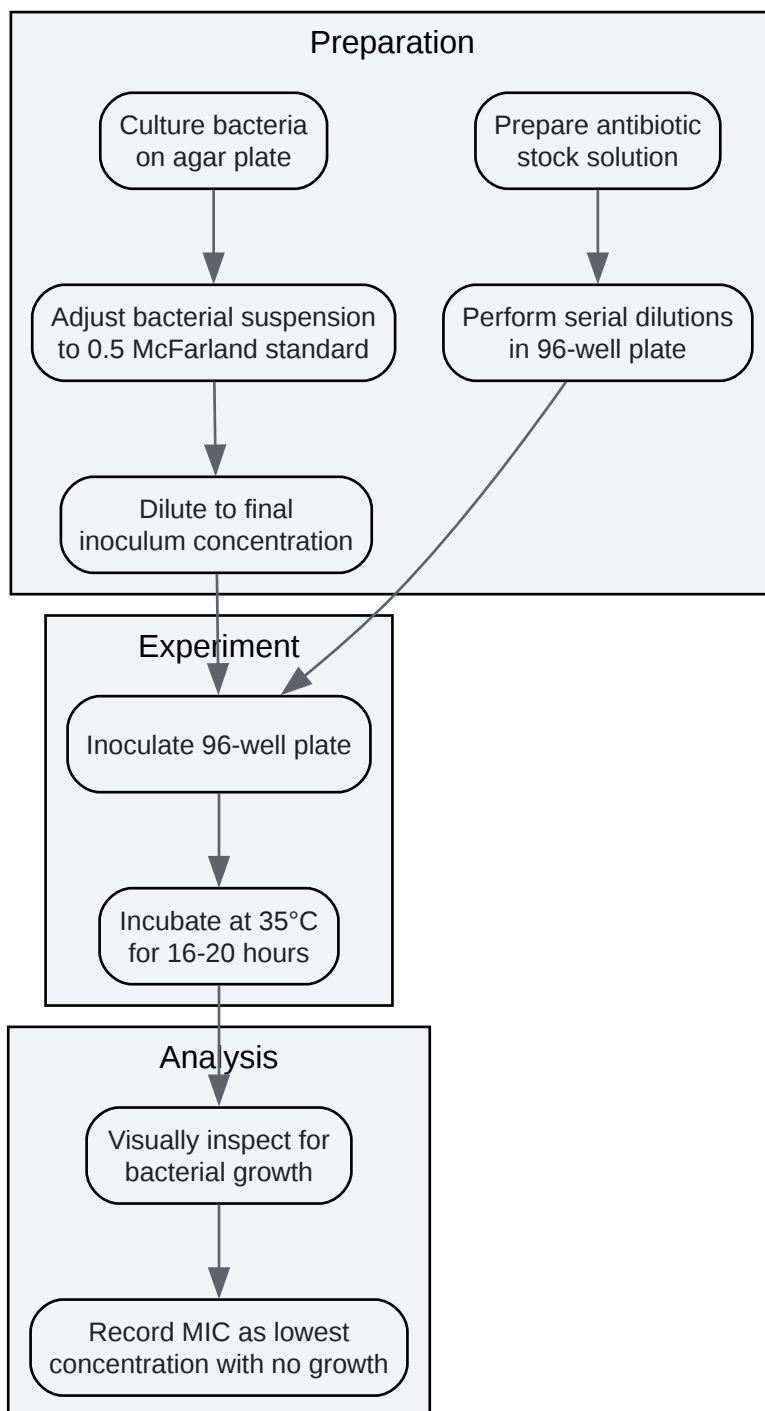 Preparation
Culture bacteria
on agar plate
Prepare antibiotic
stock solution
Adjust bacterial suspension
to 0.5 McFarland standard
Perform serial dilutions
in 96-well plate
Dilute to final
inoculum concentration
Experiment
Inoculate 96-well plate
Incubate at 35°C
for 16-20 hours
Analysis
Visually inspect for
bacterial growth
Record MIC as lowest
concentration with no growth